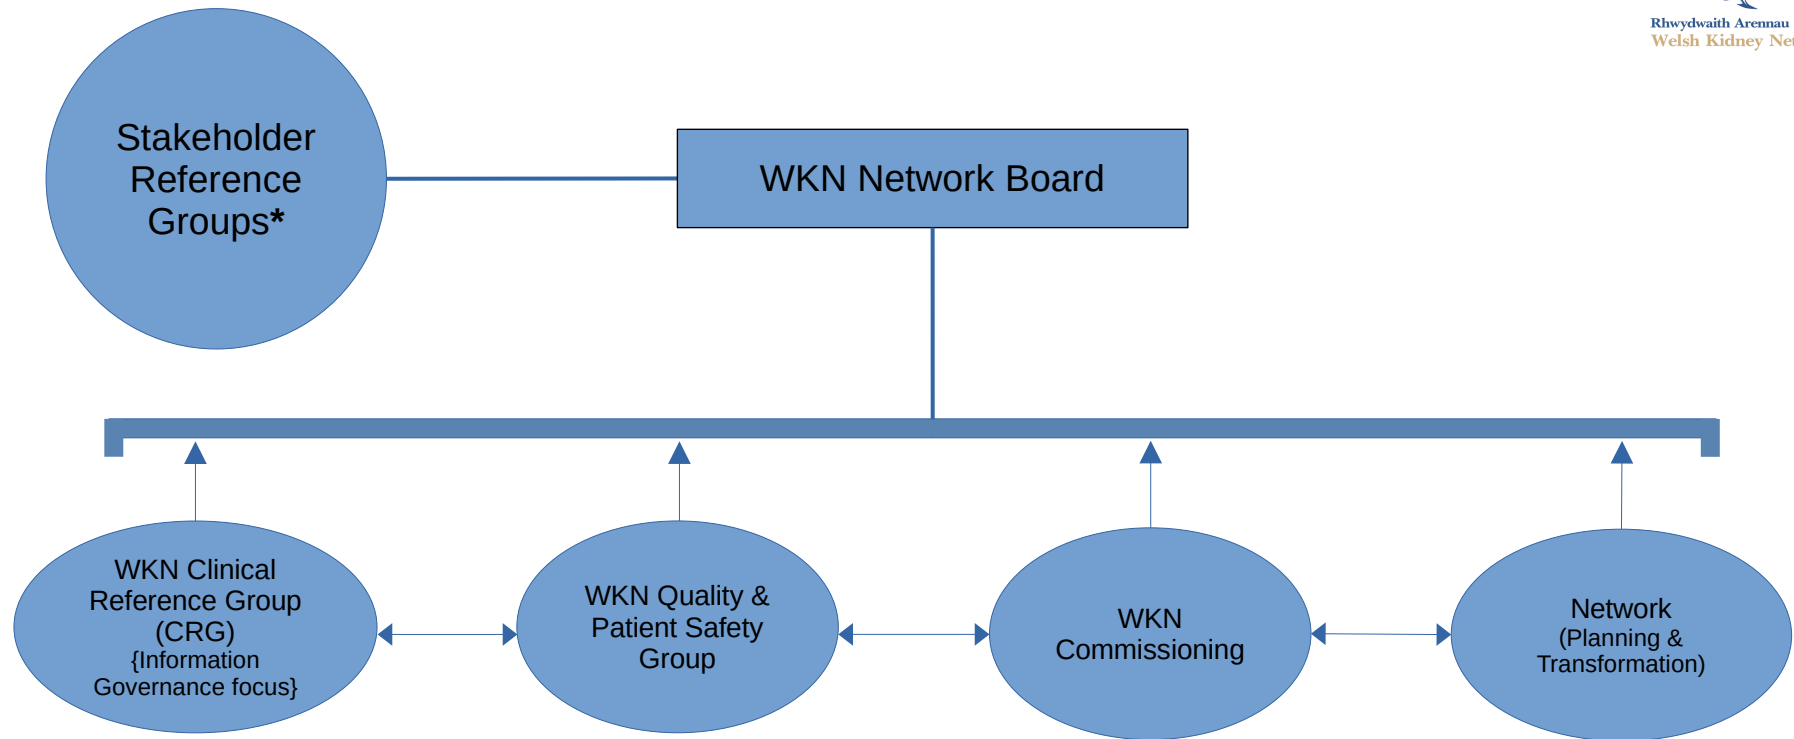 Rhwydwaith Arennau
Welsh Kidney Net
Stakeholder
Reference
Groups*
WKN Network Board
WKN Clinical
Reference Group
(CRG)
{Information
Governance focus}
WKN Quality &
Patient Safety
Group
WKN
Commissioning
Network
(Planning &
Transformation)